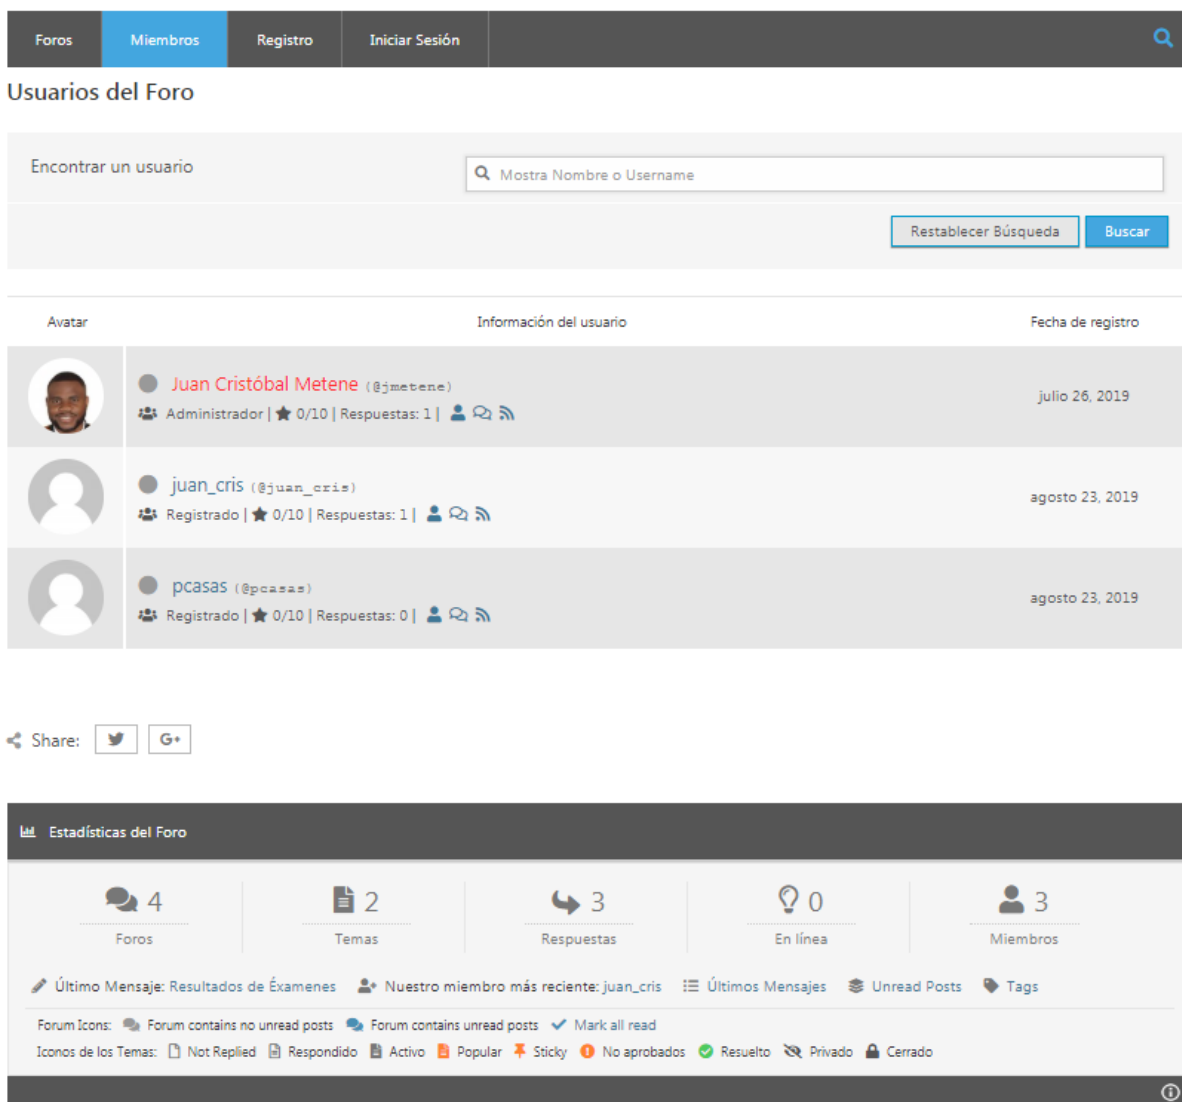 Foros Miembros Registro Iniciar Sesión
Usuarios del Foro
Encontrar un usuario Mostra Nombre o Username
Restablecer Búsqueda Buscar
Avatar Información del usuario Fecha de registro
Juan Cristóbal Metene (@jmetene)
Administrador | 0/10 | Respuestas: 1 |
julio 26, 2019
juan_cris (@juan_cris)
Registrado | 0/10 | Respuestas: 1 |
agosto 23, 2019
pcasas (@pcasas)
Registrado | 0/10 | Respuestas: 0 |
agosto 23, 2019
Share: G+
Estadísticas del Foro
4 2 3 0 3
Foros Temas Respuestas En línea Miembros
Último Mensaje: Resultados de Éxamenes Nuestro miembro más reciente: juan_cris Últimos Mensajes Unread Posts Tags
Forum Icons: Forum contains no unread posts Forum contains unread posts Mark all read
Iconos de los Temas: Not Replied Respondido Activo Popular Sticky No aprobados Resuelto Privado Cerrado